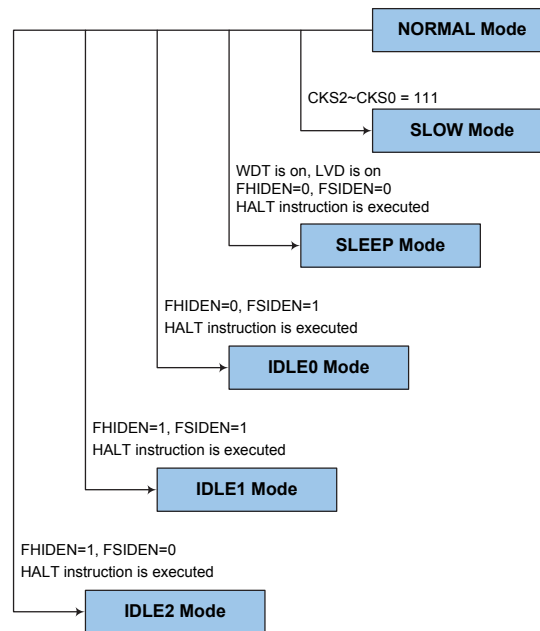 NORMAL Mode
CKS2~CKS0 = 111
SLOW Mode
WDT is on, LVD is on
FHIDEN=0, FSIDEN=0
HALT instruction is executed
SLEEP Mode
FHIDEN=0, FSIDEN=1
HALT instruction is executed
IDLE0 Mode
FHIDEN=1, FSIDEN=1
HALT instruction is executed
IDLE1 Mode
FHIDEN=1, FSIDEN=0
HALT instruction is executed
IDLE2 Mode